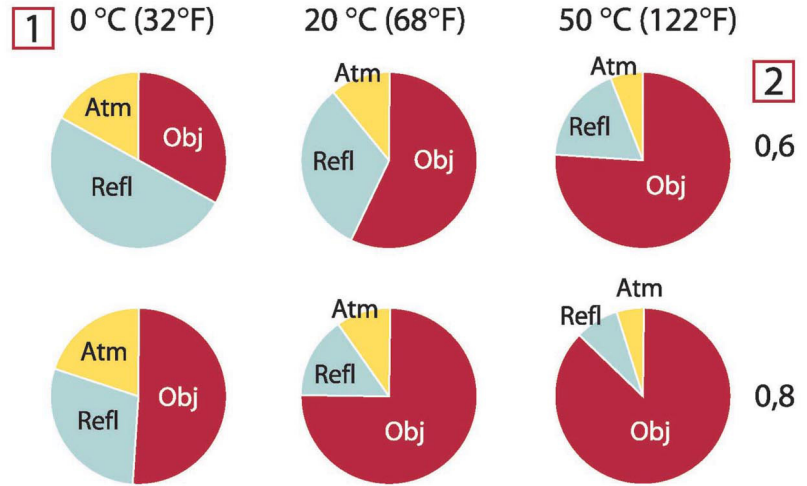 1 0 °C (32°F) 20 °C (68°F) 50 °C (122°F)
2
0,6
Atm Obj Refl
Atm Refl Obj
Atm Refl Obj
0,8
Atm Obj Refl
Atm Refl Obj
Atm Refl Obj